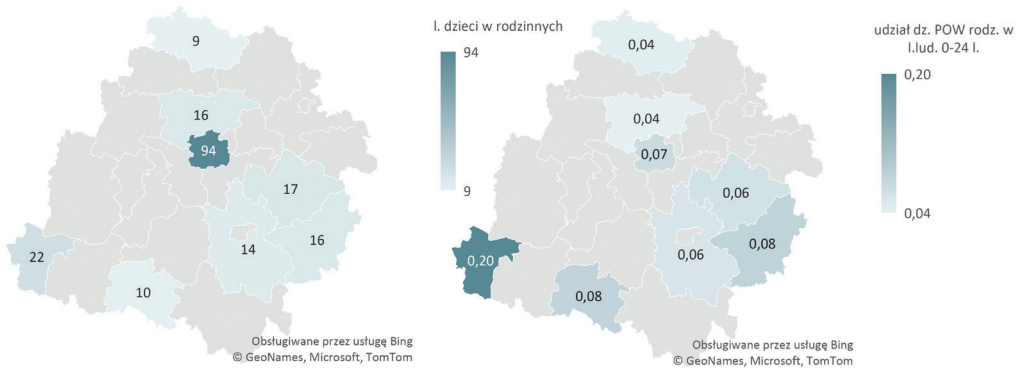 9
16
94
17
16
14
22
10
Obsługiwane przez usługę Bing
© GeoNames, Microsoft, TomTom
l. dzieci w rodzinnych
94
9
0,04
0,04
0,07
0,06
0,08
0,06
0,20
0,08
Obsługiwane przez usługę Bing
© GeoNames, Microsoft, TomTom
udział dz. POW rodz. w
l.lud. 0-24 l.
0,20
0,04